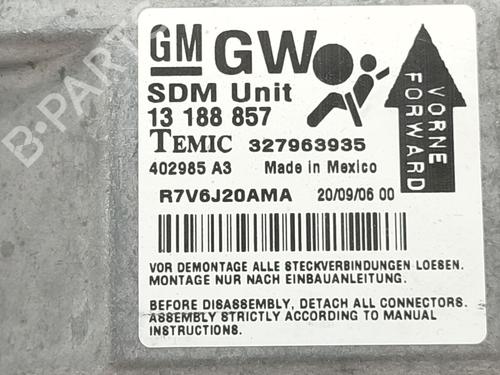 GM GW
SDM Unit
13 188 857
TEMIC 327963935
402985 A3 Made in Mexico
R7V6J20AMA 20/09/06 00
VORNE
FORWARD
VOR DEMONTAGE ALLE STECKVERBINDUNGEN LOESEN.
MONTAGE NUR NACH EINBAUANLEITUNG.
BEFORE DISASSEMBLY, DETACH ALL CONNECTORS.
ASSEMBLY STRICTLY ACCORDING TO MANUAL
INSTRUCTIONS.
B-PARTS